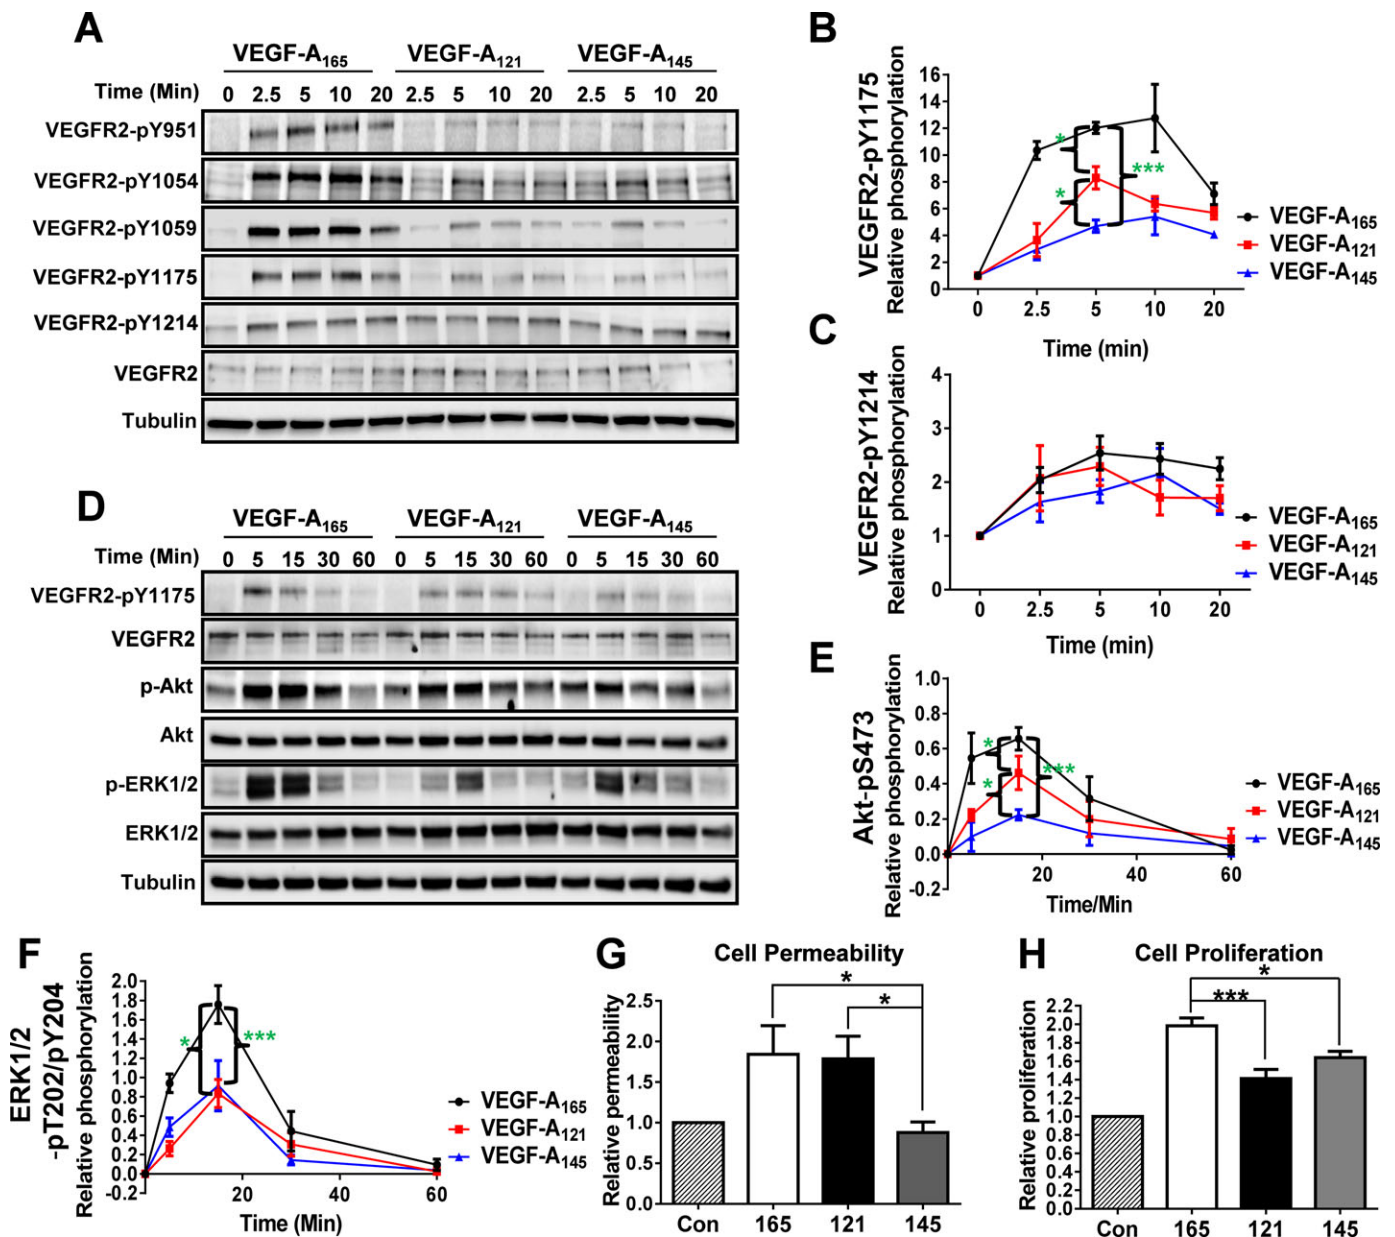 A
VEGF-A165 VEGF-A121 VEGF-A145
Time (Min) 0 2.5 5 10 20 2.5 5 10 20 2.5 5 10 20
VEGFR2-pY951
VEGFR2-pY1054
VEGFR2-pY1059
VEGFR2-pY1175
VEGFR2-pY1214
VEGFR2
Tubulin
B
VEGFR2-pY1175
Relative phosphorylation
16
14
12
10
8
6
4
2
0
* * ***
0 2.5 5 10 20
Time (min)
VEGF-A165
VEGF-A121
VEGF-A145
C
VEGFR2-pY1214
Relative phosphorylation
4
3
2
1
0
0 2.5 5 10 20
Time (min)
VEGF-A165
VEGF-A121
VEGF-A145
D
VEGF-A165 VEGF-A121 VEGF-A145
Time (Min) 0 5 15 30 60 0 5 15 30 60 0 5 15 30 60
VEGFR2-pY1175
VEGFR2
p-Akt
Akt
p-ERK1/2
ERK1/2
Tubulin
E
Akt-pS473
Relative phosphorylation
1.0
0.8
0.6
0.4
0.2
0.0
-0.2
* * ***
20 40 60
Time/Min
VEGF-A165
VEGF-A121
VEGF-A145
F
ERK1/2
-pT202/pY204
Relative phosphorylation
2.0
1.8
1.6
1.4
1.2
1.0
0.8
0.6
0.4
0.2
0.0
-0.2
* ***
20 40 60
Time (Min)
VEGF-A165
VEGF-A121
VEGF-A145
G
Cell Permeability
Relative permeability
2.5
2.0
1.5
1.0
0.5
0.0
*
*
Con 165 121 145
H
Cell Proliferation
Relative proliferation
2.2
2.0
1.8
1.6
1.4
1.2
1.0
*
***
Con 165 121 145